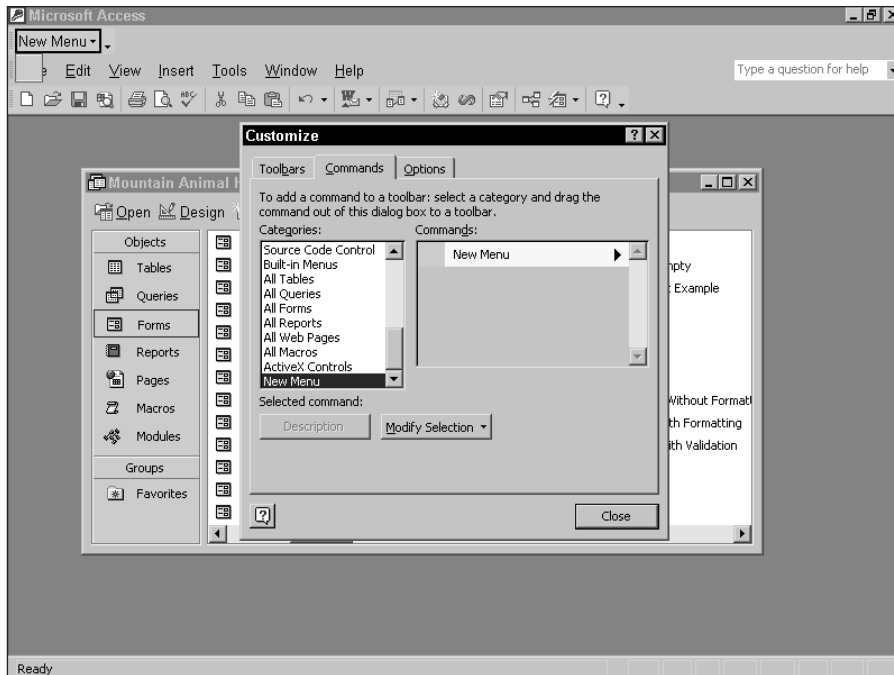 Microsoft Access
New Menu
Edit View Insert Tools Window Help
Type a question for help
Customize
Toolbars Commands Options
Mountain Animal
Open Design
To add a command to a toolbar: select a category and drag the
command out of this dialog box to a toolbar.
Categories: Commands:
Objects
Tables
Queries
Forms
Reports
Pages
Macros
Modules
Groups
Favorites
Source Code Control
Built-in Menus
All Tables
All Queries
All Forms
All Reports
All Web Pages
All Macros
ActiveX Controls
New Menu
New Menu
Example
Without
Formatting
Validation
Selected command:
Description Modify Selection
Close
Ready